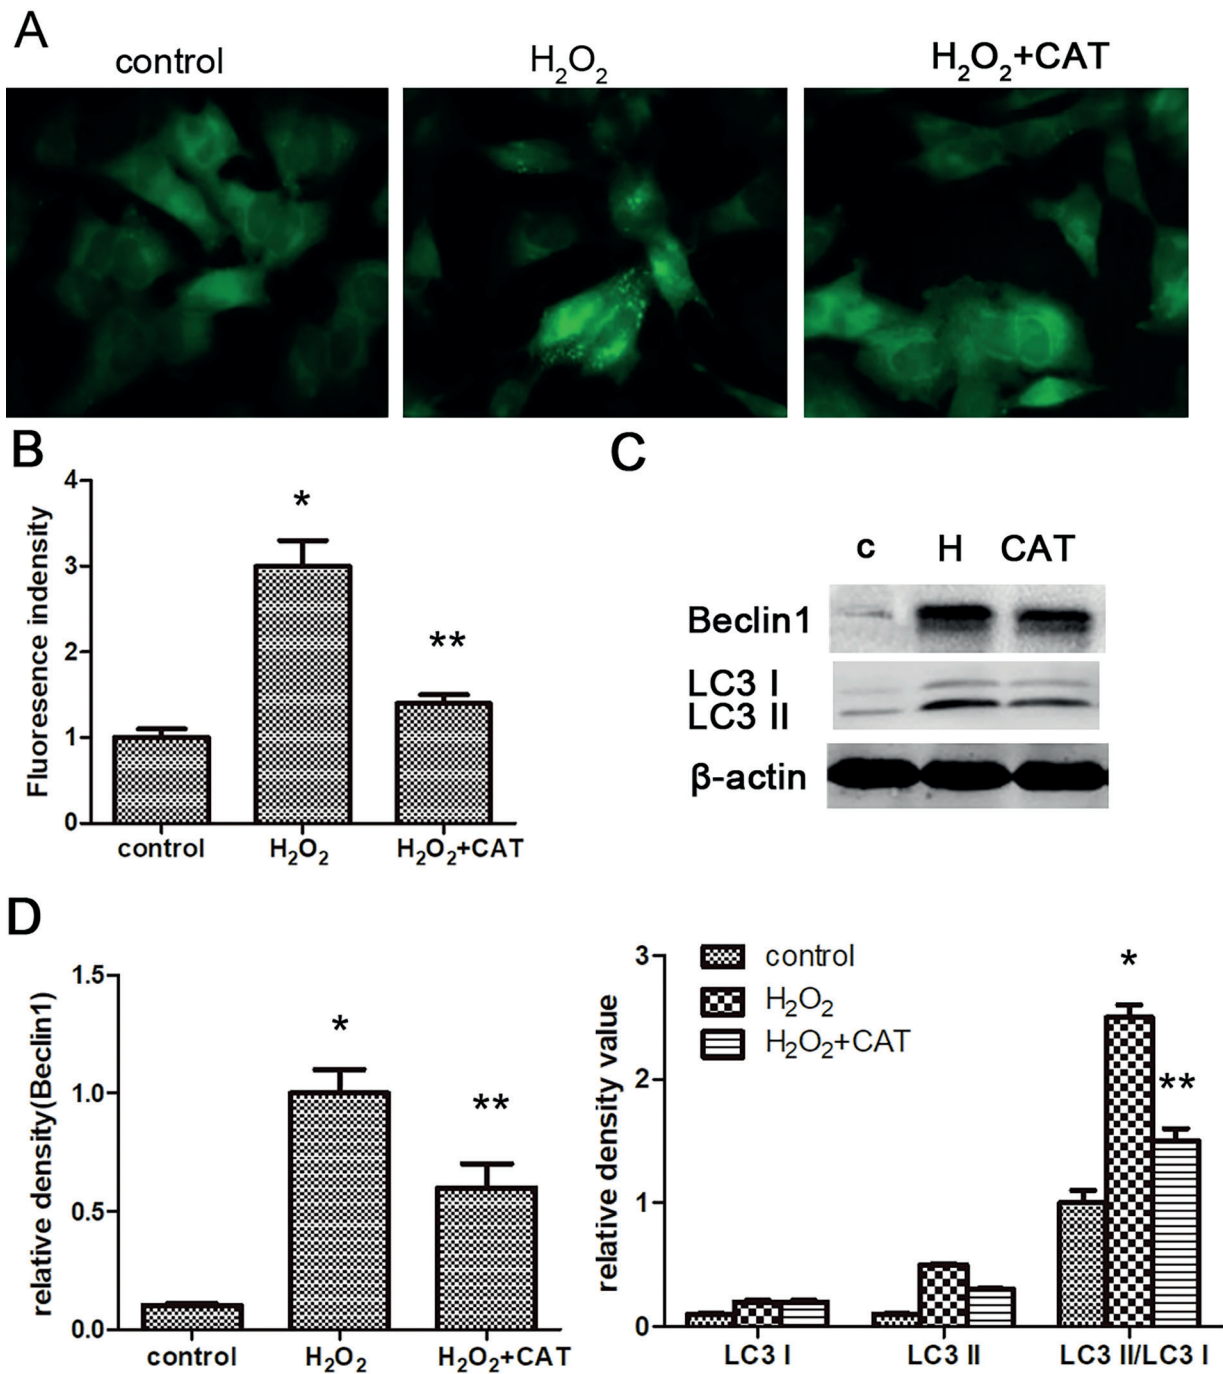 A
control
H₂O₂
H₂O₂+CAT
B
Fluoresence indensity
4
3
2
1
0
*
**
control
H₂O₂
H₂O₂+CAT
C
c H CAT
Beclin1
LC3 I
LC3 II
β-actin
D
relative density(Beclin1)
1.5
1.0
0.5
0.0
*
**
control
H₂O₂
H₂O₂+CAT
relative density value
3
2
1
0
control
H₂O₂
H₂O₂+CAT
*
**
LC3 I
LC3 II
LC3 II/LC3 I